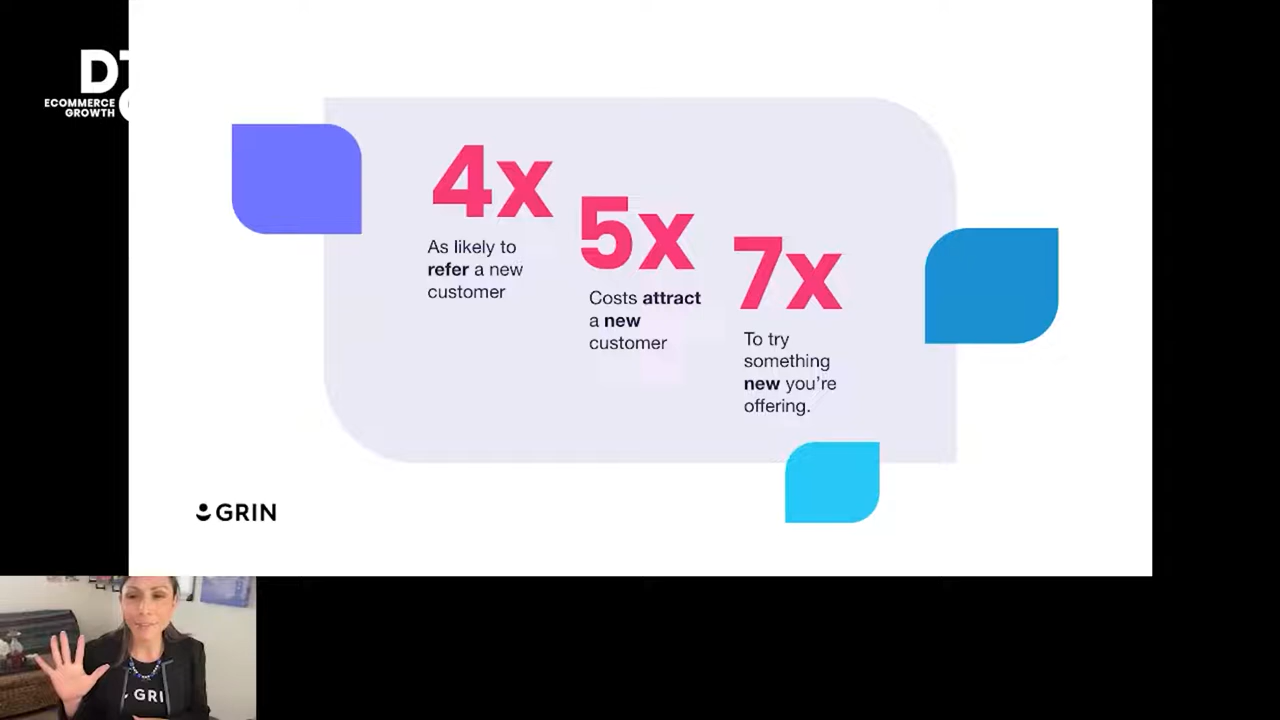 ECOMMERCE
GROWTH
4x
As likely to
refer a new
customer
5x
Costs attract
a new
customer
7x
To try
something
new you're
offering.
GRIN
GRI